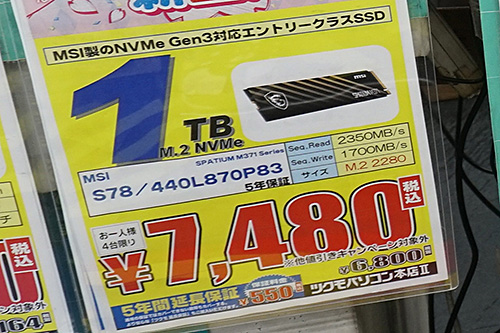 MSI製のNVMe Gen3対応エントリークラスSSD
1TB
M.2 NVMe
msi
SPATIUM M371 Series
MSI
S78/440L870P83
5年保証
Seq.Read 2350MB/s
Seq.Write 1700MB/s
サイズ M.2 2280
お一人様
4台限り
¥7,480
税込
※他値引きキャンペーン対象外
¥6,800
5年間延長保証
¥550
ツクモパソコン本店Ⅱ
税込
164